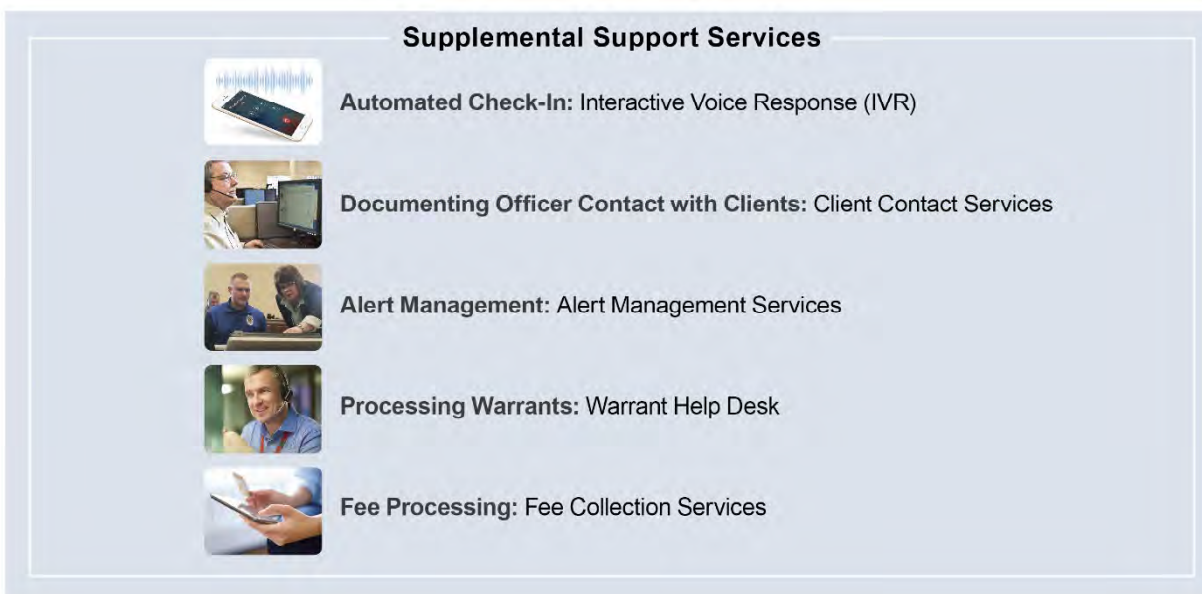 Supplemental Support Services
Automated Check-In: Interactive Voice Response (IVR)
Documenting Officer Contact with Clients: Client Contact Services
Alert Management: Alert Management Services
Processing Warrants: Warrant Help Desk
Fee Processing: Fee Collection Services